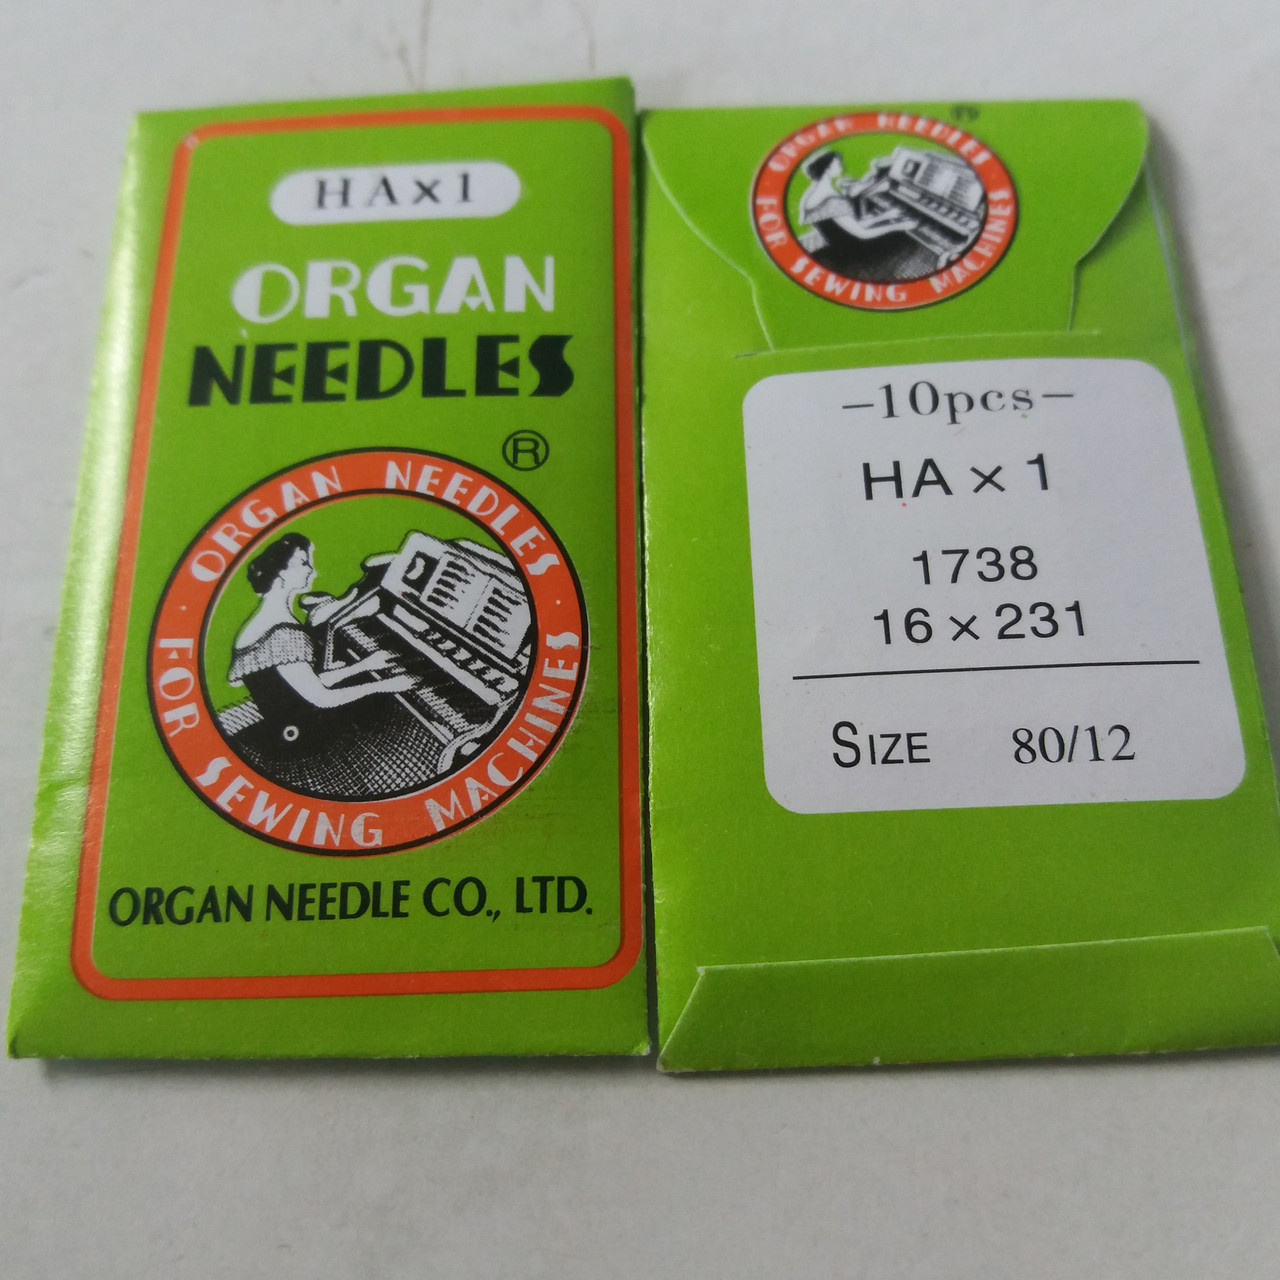 HAx1
ORGAN
NEEDLES
®
ORGAN NEEDLES
FOR SEWING MACHINES
ORGAN NEEDLE CO., LTD.
ORGAN NEEDLES
FOR SEWING MACHINES
–10pcs–
HA × 1
1738
16 × 231
SIZE 80/12